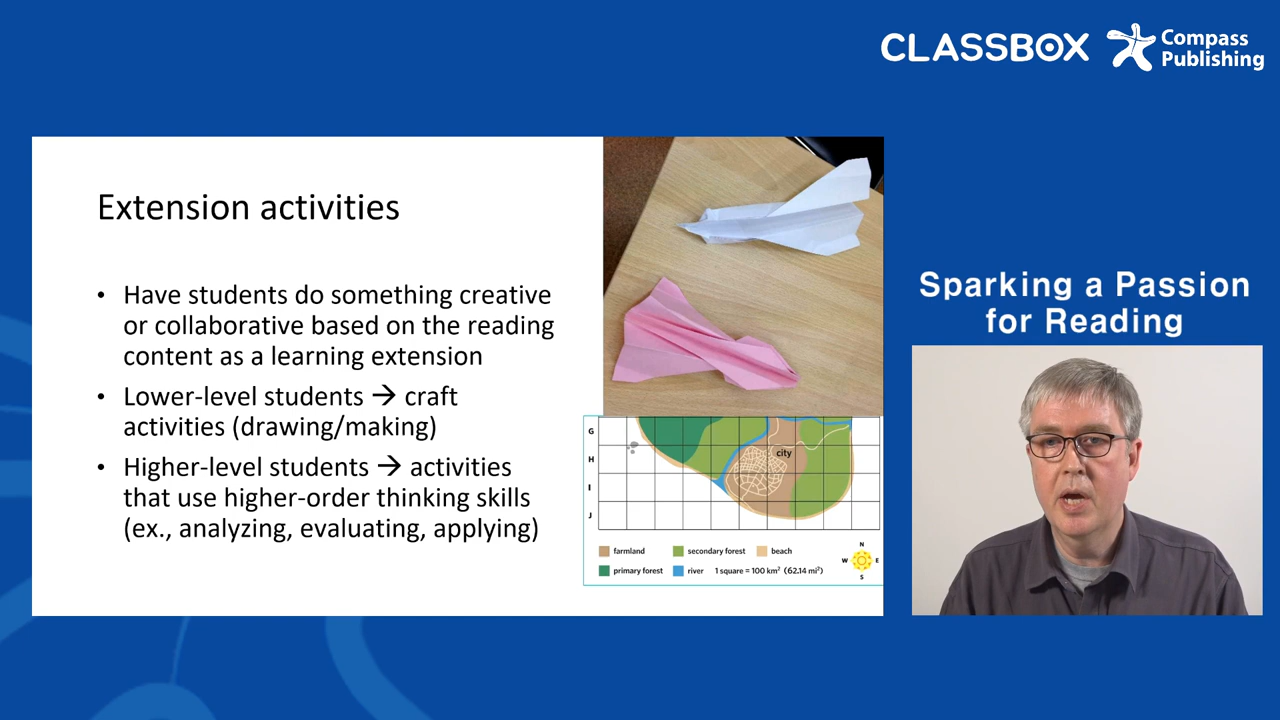 CLASSBOX
Compass
Publishing
Extension activities
• Have students do something creative
or collaborative based on the reading
content as a learning extension
• Lower-level students → craft
activities (drawing/making)
• Higher-level students → activities
that use higher-order thinking skills
(ex., analyzing, evaluating, applying)
G
H
I
J
city
farmland
secondary forest
beach
primary forest
river
1 square = 100 km² (62.14 mi²)
N
W E
S
Sparking a Passion
for Reading